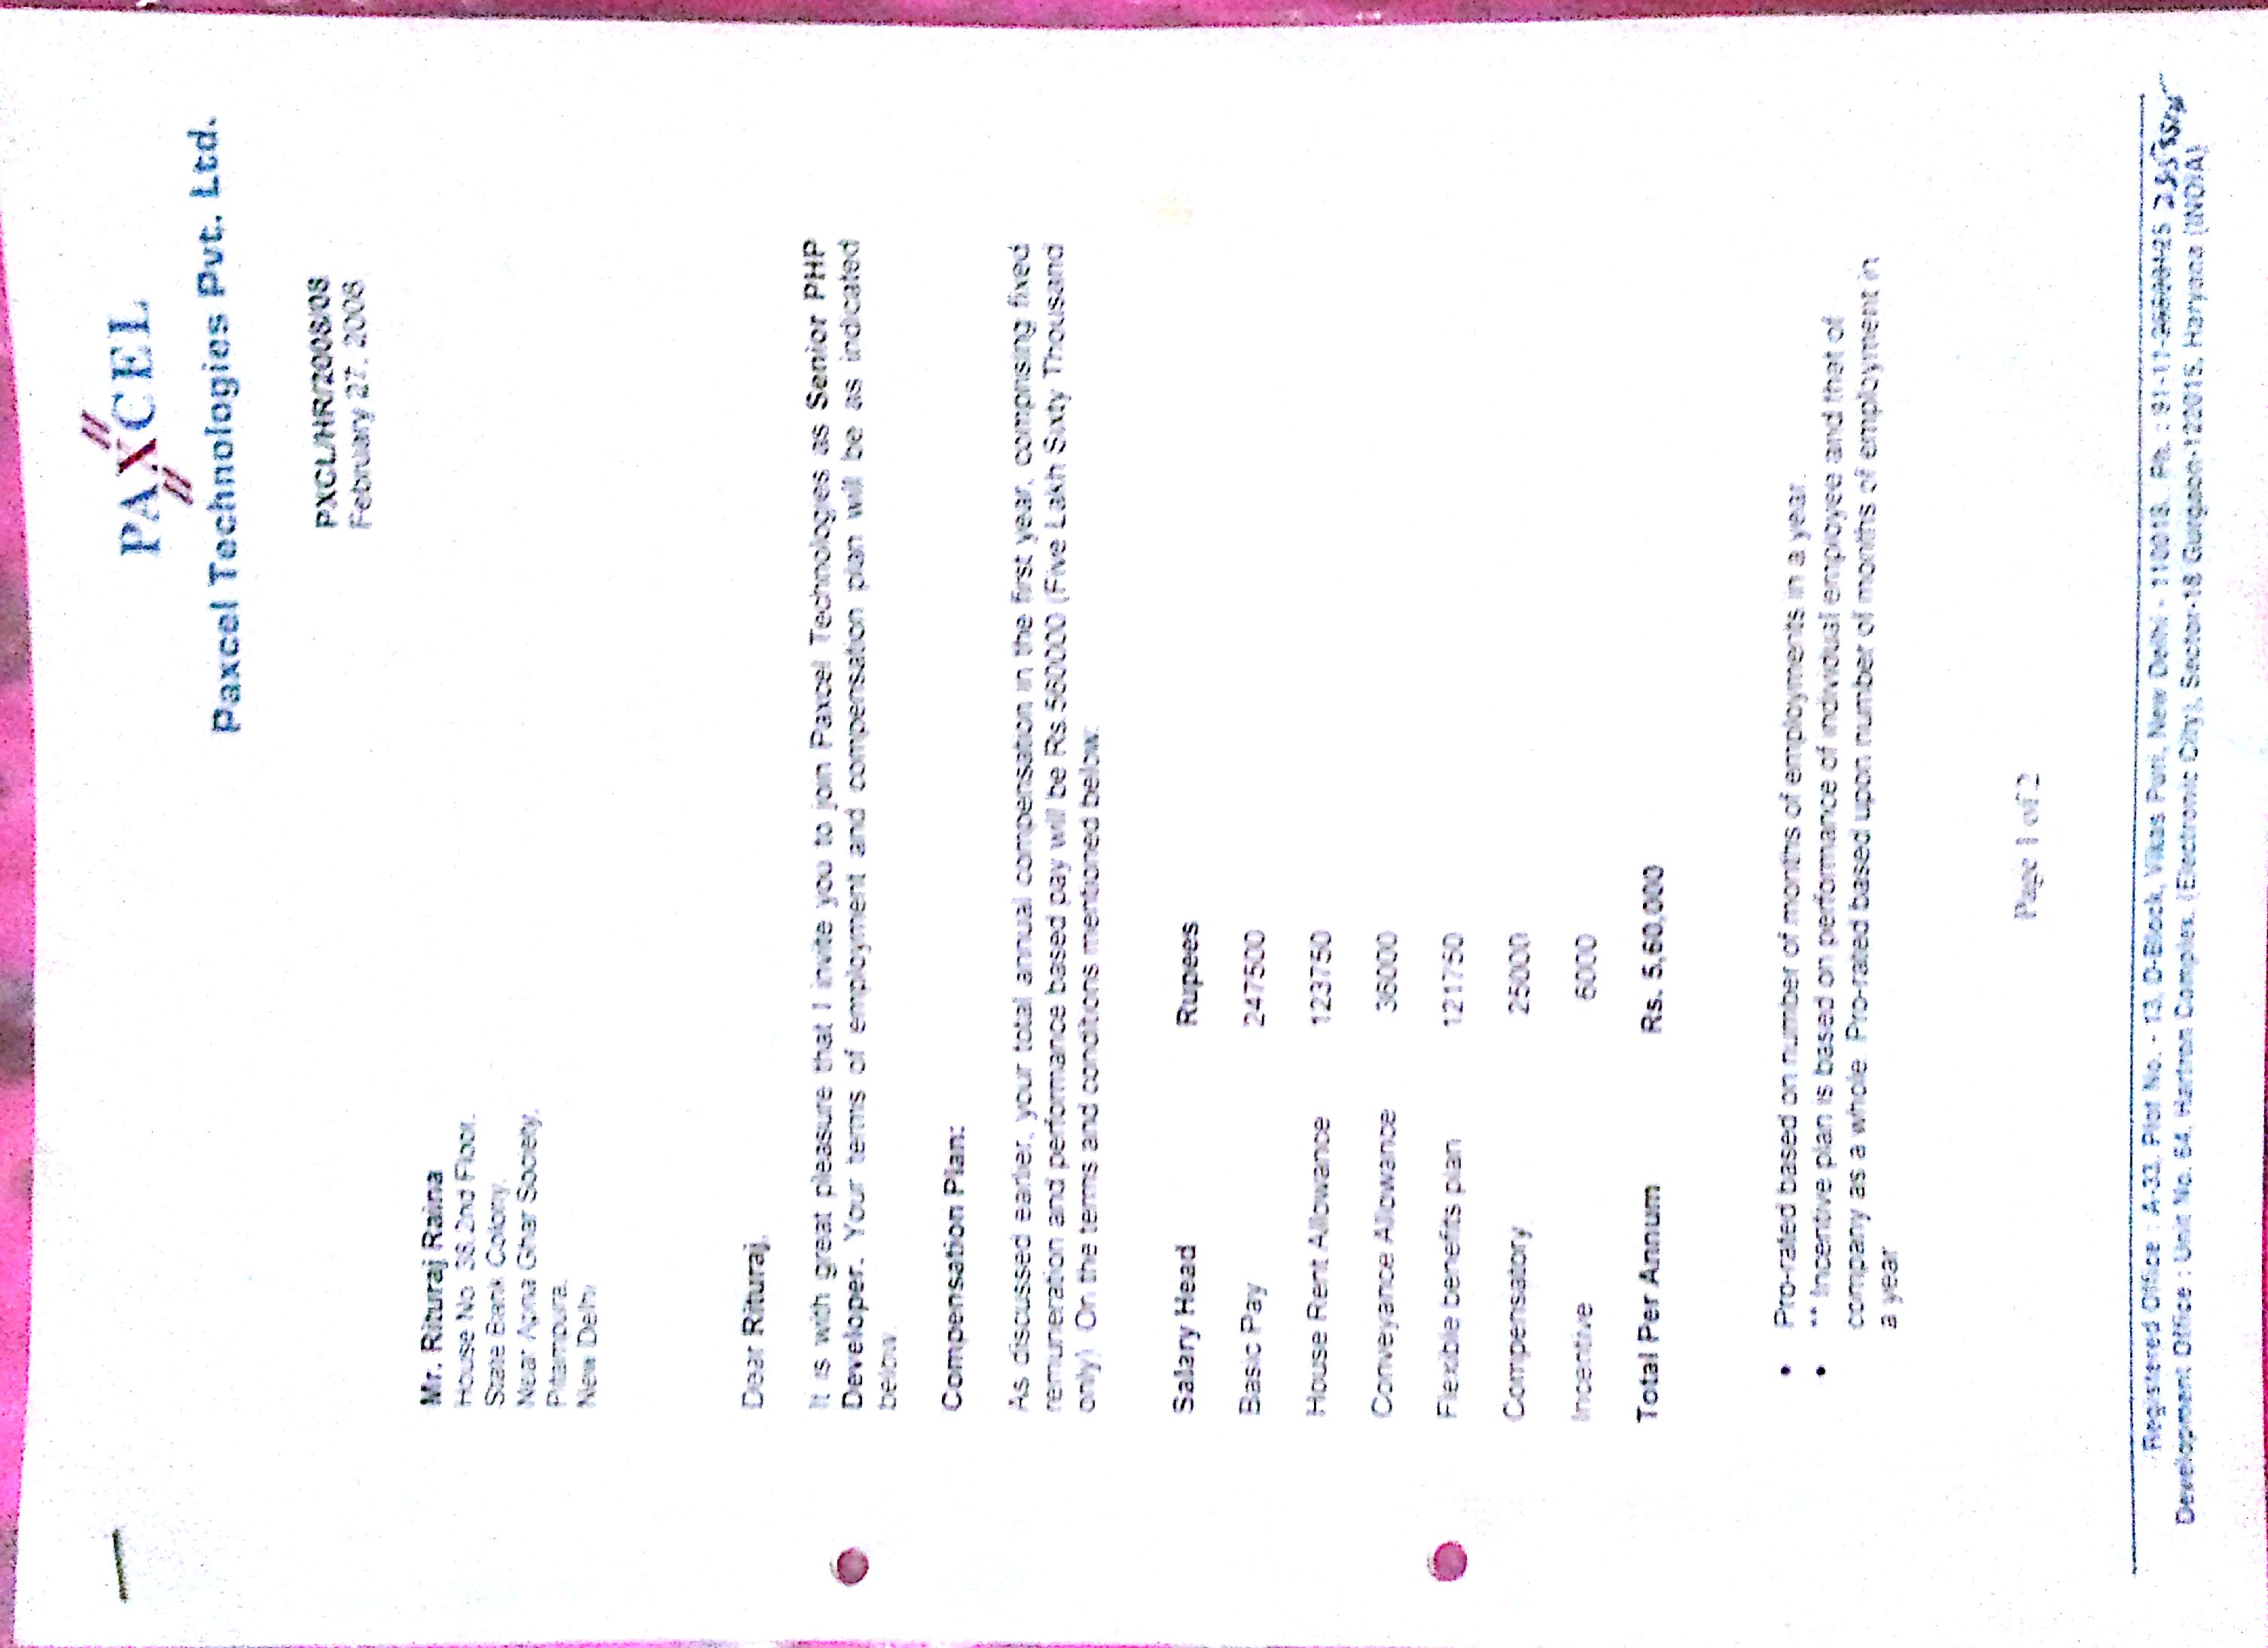 PAXCEL
Paxcel Technologies Pvt. Ltd.
PXCL/HR/2008/08
February 27, 2008
Mr. Rituraj Raina
House No. 38, 2nd Floor,
State Bank Colony,
Near Apna Ghar Society,
Pitampura,
New Delhi
Dear Rituraj,
It is with great pleasure that I invite you to join Paxcel Technologies as Senior PHP
Developer. Your terms of employment and compensation plan will be as indicated
below.
Compensation Plan:
As discussed earlier, your total annual compensation in the first year, comprising fixed
remuneration and performance based pay will be Rs.560000 (Five Lakh Sixty Thousand
only) On the terms and conditions mentioned below:
Salary Head Rupees
Basic Pay 247500
House Rent Allowance 123750
Conveyance Allowance 36000
Flexible benefits plan 121750
Compensatory 25000
Incentive 6000
Total Per Annum Rs. 5,60,000
• Pro-rated based on number of months of employments in a year.
• ** Incentive plan is based on performance of individual employee and that of
company as a whole. Pro-rated based upon number of months of employment in
a year
Page 1 of 2
Registered Office : A-33, Plot No. - 13, D-Block, Vikas Puri, New Delhi - 110018. Ph. : 91-11-
Development Office : Unit No. 64, Hartron Complex, (Electronic City), Sector-18 Gurgaon-122015, Haryana (INDIA)